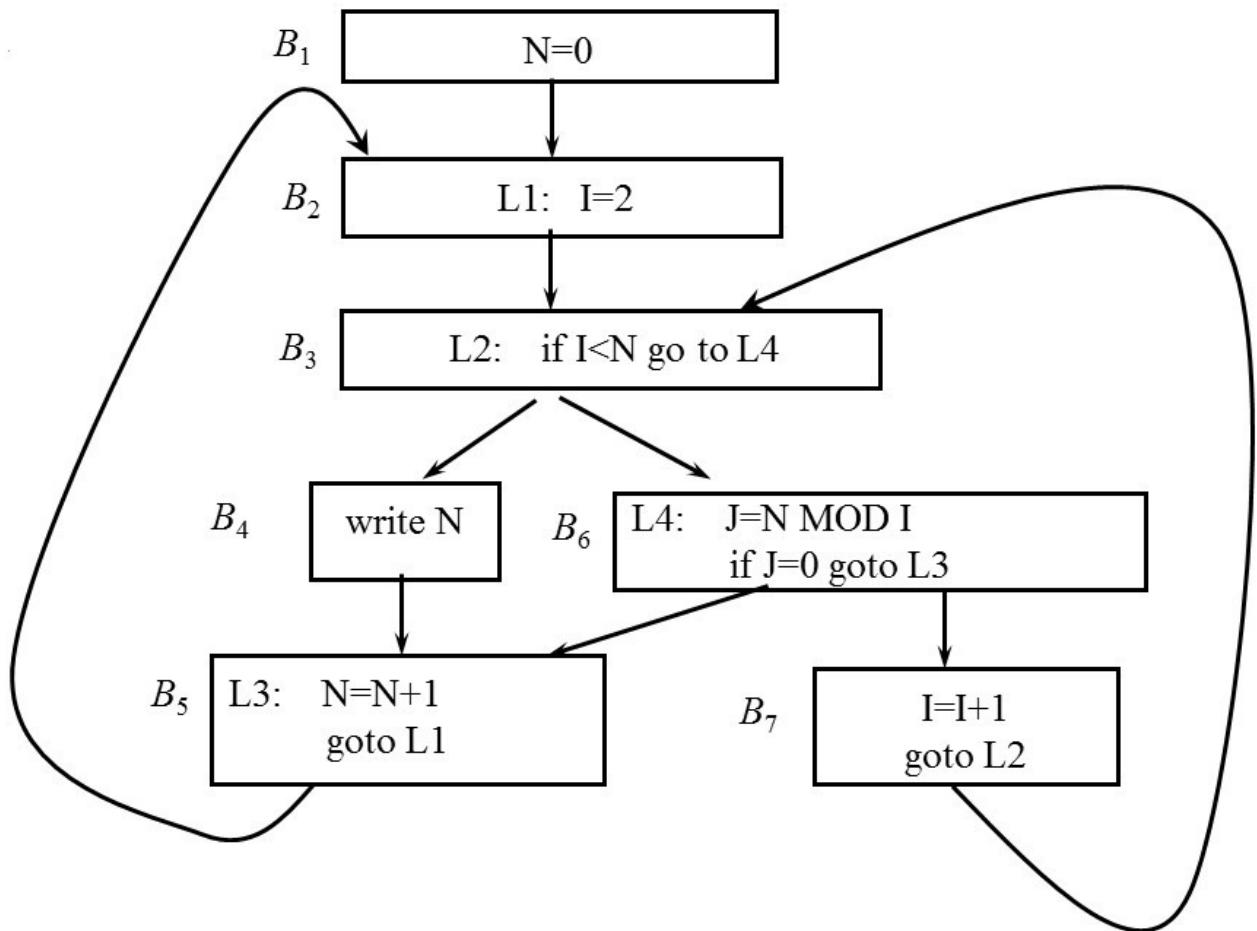 B1
N=0
B2
L1: I=2
B3
L2: if I<N go to L4
B4
write N
B6
L4: J=N MOD I
if J=0 goto L3
B5
L3: N=N+1
goto L1
B7
I=I+1
goto L2